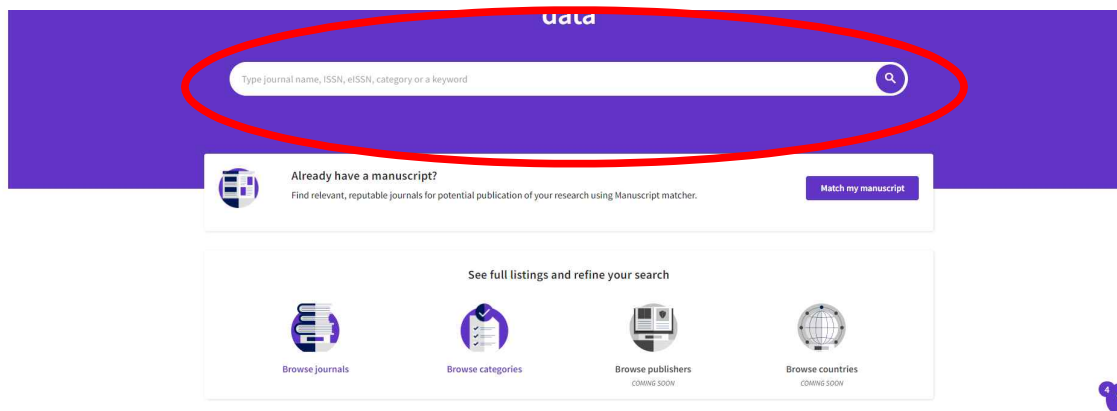 data
Type journal name, ISSN, eISSN, category or a keyword
Already have a manuscript?
Find relevant, reputable journals for potential publication of your research using Manuscript matcher.
Match my manuscript
See full listings and refine your search
Browse journals
Browse categories
Browse publishers
COMING SOON
Browse countries
COMING SOON
4